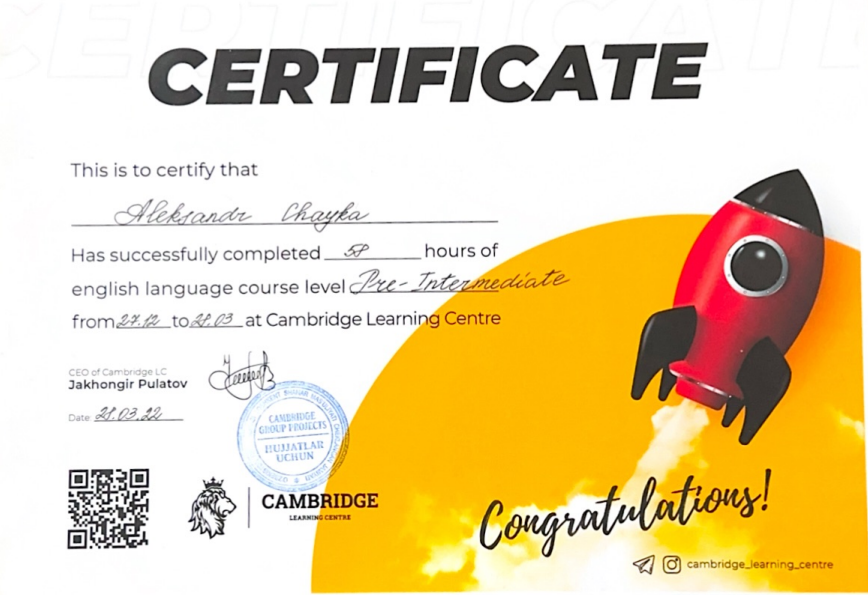 CERTIFICATE
This is to certify that
Aleksandr Chayka
Has successfully completed 58 hours of
english language course level Pre-Intermediate
from 27.12 to 28.03 at Cambridge Learning Centre
CEO of Cambridge LC
Jakhongir Pulatov
Date: 28.03.22
CAMBRIDGE
GROUP PROJECTS
HUJJATLAR
UCHUN
CAMBRIDGE
LEARNING CENTRE
Congratulations!
cambridge_learning_centre